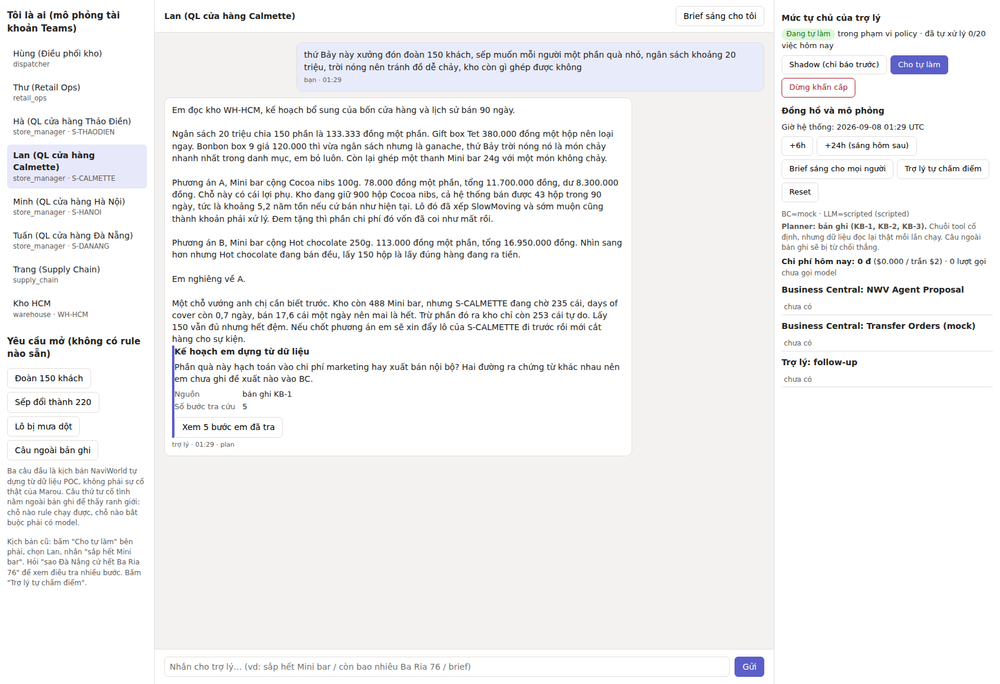 Tôi là ai (mô phỏng tài
khoản Teams)
Hùng (Điều phối kho)
dispatcher
Thư (Retail Ops)
retail_ops
Hà (QL cửa hàng Thảo Điền)
store_manager · S-THAODIEN
Lan (QL cửa hàng
Calmette)
store_manager · S-CALMETTE
Minh (QL cửa hàng Hà Nội)
store_manager · S-HANOI
Tuấn (QL cửa hàng Đà Nẵng)
store_manager · S-DANANG
Trang (Supply Chain)
supply_chain
Kho HCM
warehouse · WH-HCM
Yêu cầu mở (không có rule
nào sẵn)
Đoàn 150 khách
Sếp đổi thành 220
Lô bị mưa dột
Câu ngoài bản ghi
Ba câu đầu là kịch bản NaviWorld tự
dựng từ dữ liệu POC, không phải sự cố
thật của Marou. Câu thứ tư cố tình
nằm ngoài bản ghi để thấy ranh giới:
chỗ nào rule chạy được, chỗ nào bắt
buộc phải có model.
Kịch bản cũ: bấm "Cho tự làm" bên
phải, chọn Lan, nhắn "sắp hết Mini
bar". Hỏi "sao Đà Nẵng cứ hết Ba Ria
76" để xem điều tra nhiều bước. Bấm
"Trợ lý tự chấm điểm".
Lan (QL cửa hàng Calmette)
Brief sáng cho tôi
thứ Bảy này xưởng đón đoàn 150 khách, sếp muốn mỗi người một phần quà nhỏ, ngân sách khoảng 20
triệu, trời nóng nên tránh đồ dễ chảy, kho còn gì ghép được không
bạn · 01:29
Em đọc kho WH-HCM, kế hoạch bổ sung của bốn cửa hàng và lịch sử bán 90 ngày.
Ngân sách 20 triệu chia 150 phần là 133.333 đồng một phần. Gift box Tet 380.000 đồng một hộp nên loại
ngay. Bonbon box 9 giá 120.000 thì vừa ngân sách nhưng là ganache, thứ Bảy trời nóng nó là món chảy
nhanh nhất trong danh mục, em bỏ luôn. Còn lại ghép một thanh Mini bar 24g với một món không chảy.
Phương án A, Mini bar cộng Cocoa nibs 100g. 78.000 đồng một phần, tổng 11.700.000 đồng, dư 8.300.000
đồng. Chỗ này có cái lợi phụ. Kho đang giữ 900 hộp Cocoa nibs, cả hệ thống bán được 43 hộp trong 90
ngày, tức là khoảng 5,2 năm tồn nếu cứ bán như hiện tại. Lô đó đã xếp SlowMoving và sớm muộn cũng
thành khoản phải xử lý. Đem tặng thì phần chi phí đó vốn đã coi như mất rồi.
Phương án B, Mini bar cộng Hot chocolate 250g. 113.000 đồng một phần, tổng 16.950.000 đồng. Nhìn sang
hơn nhưng Hot chocolate đang bán đều, lấy 150 hộp là lấy đúng hàng đang ra tiền.
Em nghiêng về A.
Một chỗ vướng anh chị cần biết trước. Kho còn 488 Mini bar, nhưng S-CALMETTE đang chờ 235 cái, days of
cover còn 0,7 ngày, bán 17,6 cái một ngày nên mai là hết. Trừ phần đó ra kho chỉ còn 253 cái tự do. Lấy
150 vẫn đủ nhưng hết đệm. Nếu chốt phương án em sẽ xin đẩy lô của S-CALMETTE đi trước rồi mới cắt
hàng cho sự kiện.
Kế hoạch em dựng từ dữ liệu
Phần quà này hạch toán vào chi phí marketing hay xuất bán nội bộ? Hai đường ra chứng từ khác nhau nên
em chưa ghi đề xuất nào vào BC.
Nguồn bản ghi KB-1
Số bước tra cứu 5
Xem 5 bước em đã tra
trợ lý · 01:29 · plan
Nhắn cho trợ lý... (vd: sắp hết Mini bar / còn bao nhiêu Ba Ria 76 / brief)
Gửi
Mức tự chủ của trợ lý
Đang tự làm trong phạm vi policy · đã tự xử lý 0/20
việc hôm nay
Shadow (chỉ báo trước)
Cho tự làm
Dừng khẩn cấp
Đồng hồ và mô phỏng
Giờ hệ thống: 2026-09-08 01:29 UTC
+6h
+24h (sáng hôm sau)
Brief sáng cho mọi người
Trợ lý tự chấm điểm
Reset
BC=mock · LLM=scripted (scripted)
Planner: bản ghi (KB-1, KB-2, KB-3). Chuỗi tool cố
định, nhưng dữ liệu đọc lại thật mỗi lần chạy. Câu ngoài
bản ghi sẽ bị từ chối thẳng.
Chi phí hôm nay: 0 đ ($0.000 / trần $2) · 0 lượt gọi
chưa gọi model
Business Central: NWV Agent Proposal
chưa có
Business Central: Transfer Orders (mock)
chưa có
Trợ lý: follow-up
chưa có